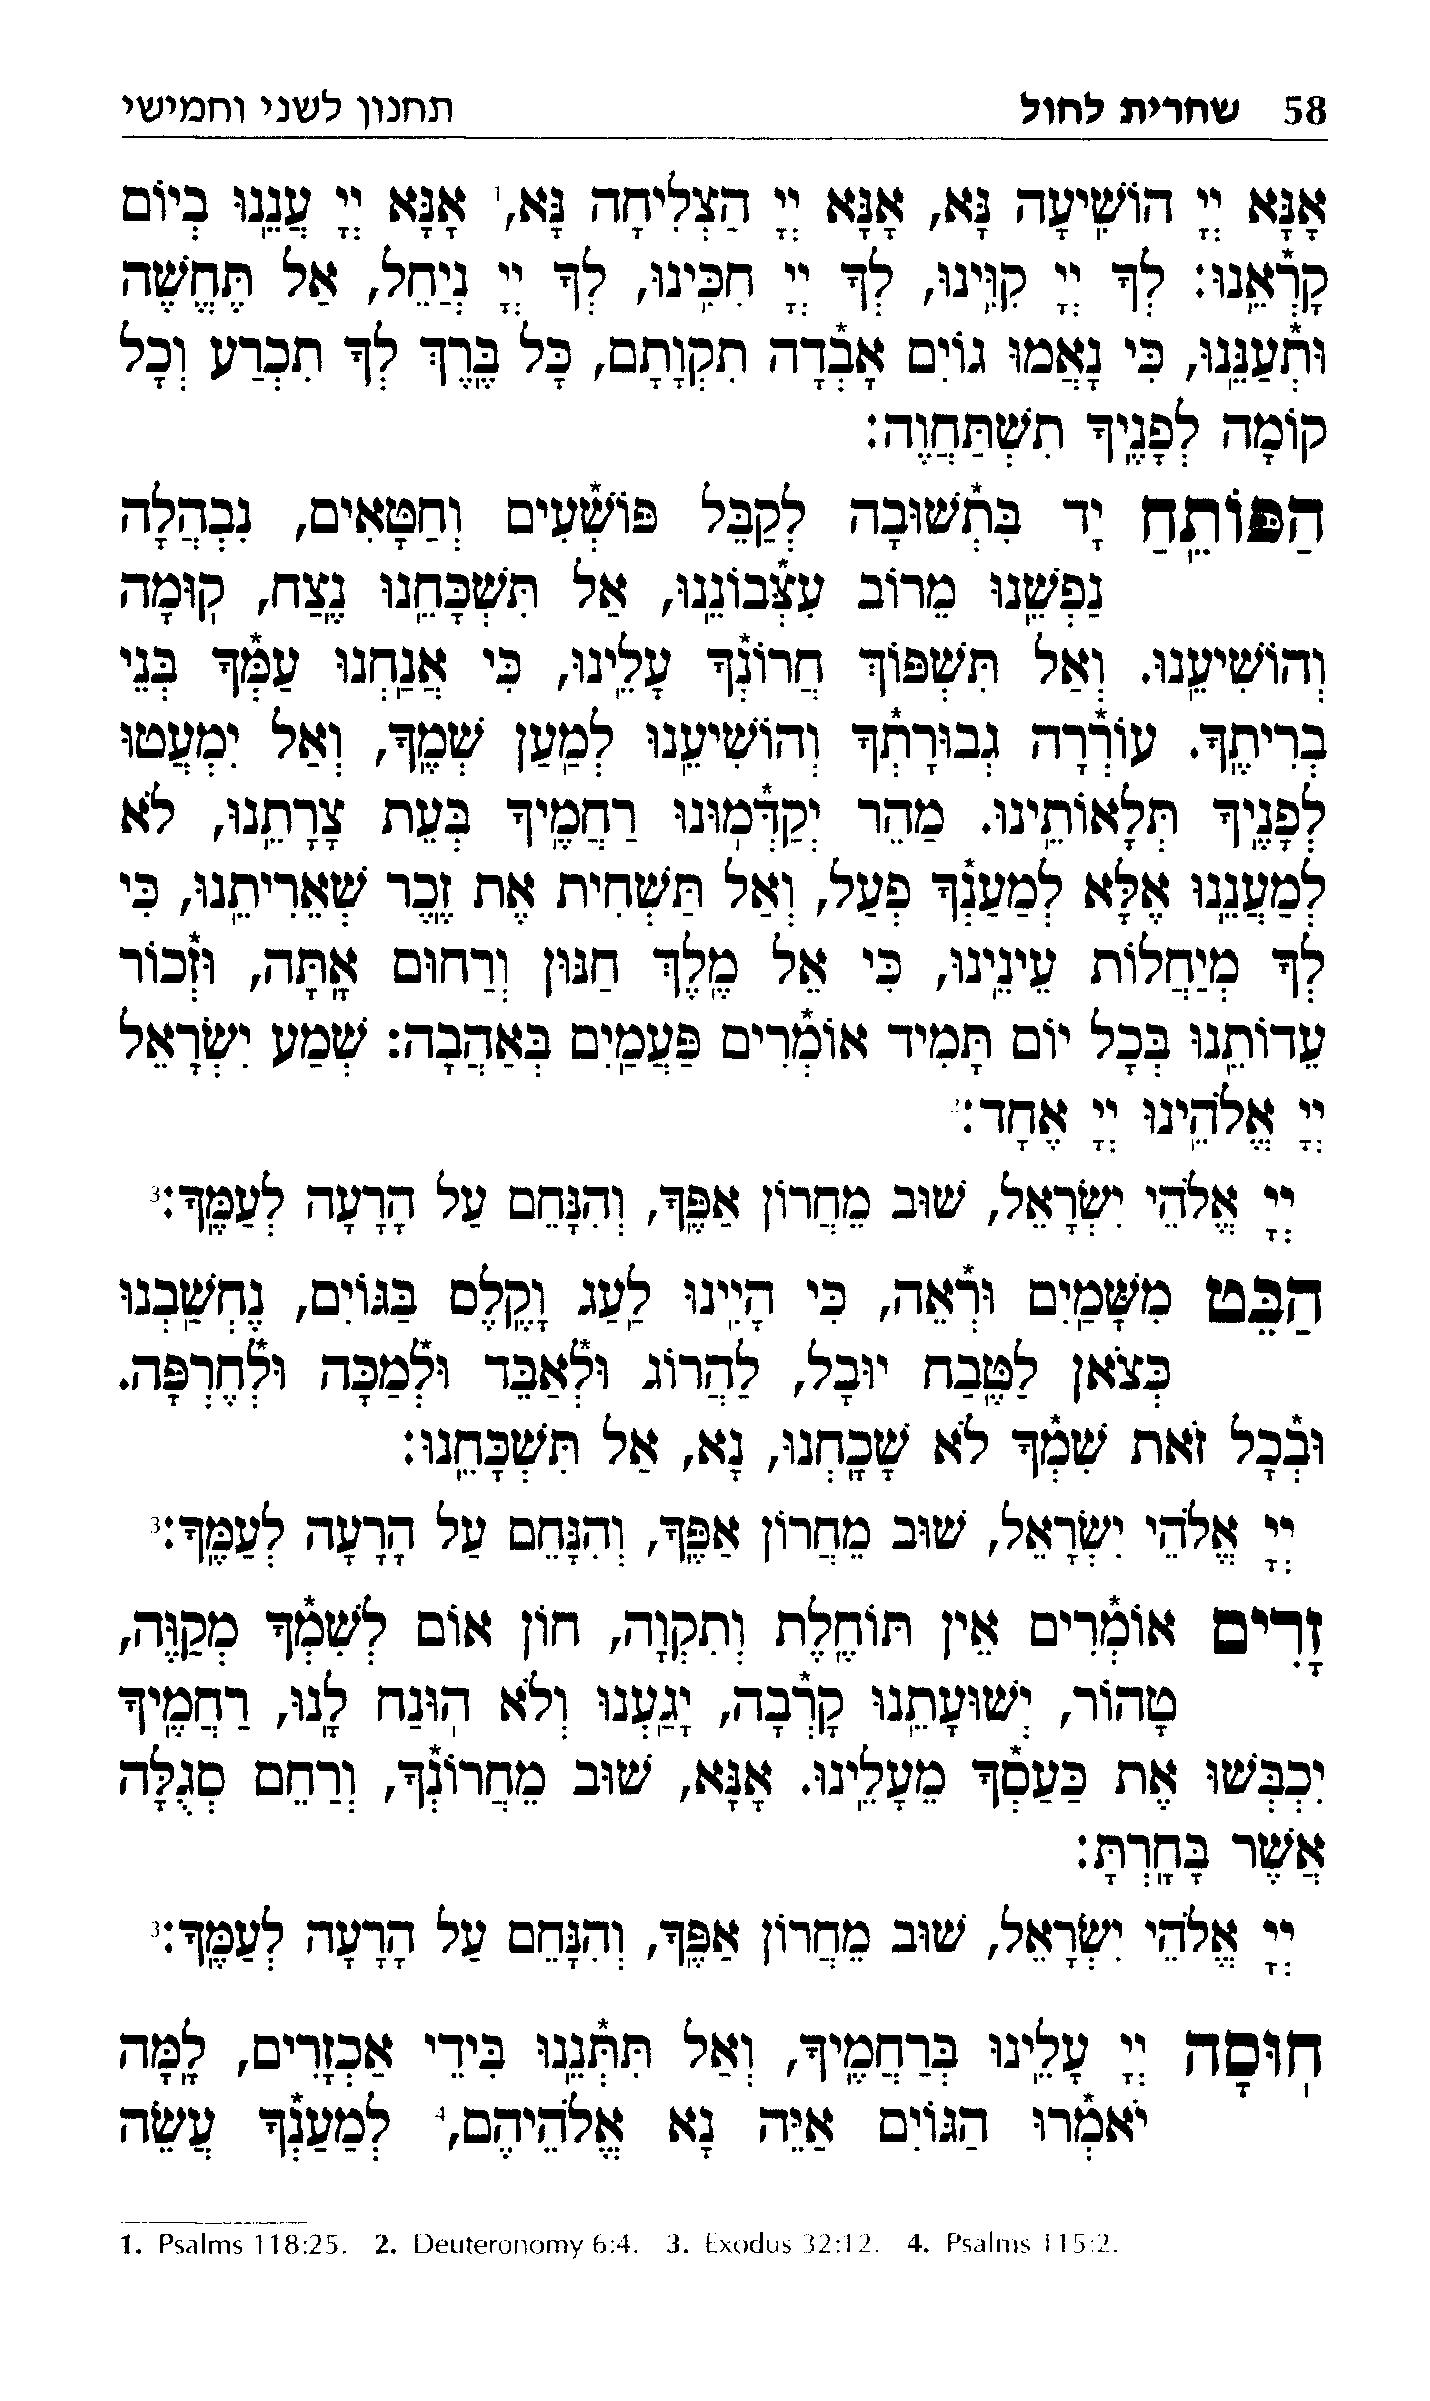 58 שחרית לחול תחנון לשני וחמישי
אָנָּא יְיָ הוֹשִׁיעָה נָּא, אָנָּא יְיָ הַצְלִיחָה נָּא,¹ אָנָּא יְיָ עֲנֵנוּ בְיוֹם
קָרְ*אֵנוּ: לְךָ יְיָ קִוִּינוּ, לְךָ יְיָ חִכִּינוּ, לְךָ יְיָ נְיַחֵל, אַל תֶּחֱשֶׁה
וּתְ*עַנֵּנוּ, כִּי נָאֲמוּ גוֹיִם אָבְ*דָה תִקְוָתָם, כָּל בֶּרֶךְ לְךָ תִכְרַע וְכָל
קוֹמָה לְפָנֶיךָ תִשְׁתַּחֲוֶה:
הַפּוֹתֵחַ יָד בִּתְ*שׁוּבָה לְקַבֵּל פּוֹשְׁ*עִים וְחַטָּאִים, נִבְהֲלָה
נַפְשֵׁנוּ מֵרוֹב עִצְּ*בוֹנֵנוּ, אַל תִּשְׁכָּחֵנוּ נֶצַח, קוּמָה
וְהוֹשִׁיעֵנוּ. וְאַל תִּשְׁפּוֹךְ חֲרוֹנְ*ךָ עָלֵינוּ, כִּי אֲנַחְנוּ עַמְּ*ךָ בְּנֵי
בְרִיתֶךָ. עוֹרְ*רָה גְבוּרָתְ*ךָ וְהוֹשִׁיעֵנוּ לְמַעַן שְׁמֶךָ, וְאַל יִמְעֲטוּ
לְפָנֶיךָ תְּלָאוֹתֵינוּ. מַהֵר יְקַדְּ*מוּנוּ רַחֲמֶיךָ בְּעֵת צָרָתֵנוּ, לֹא
לְמַעֲנֵנוּ אֶלָּא לְמַעַנְ*ךָ פְעַל, וְאַל תַּשְׁחִית אֶת זֶכֶר שְׁאֵרִיתֵנוּ, כִּי
לְךָ מְיַחֲלוֹת עֵינֵינוּ, כִּי אֵל מֶלֶךְ חַנּוּן וְרַחוּם אָתָּה, וּזְ*כוֹר
עֵדוֹתֵנוּ בְּכָל יוֹם תָּמִיד אוֹמְ*רִים פַּעֲמַיִם בְּאַהֲבָה: שְׁמַע יִשְׂרָאֵל
יְיָ אֱלֹהֵינוּ יְיָ אֶחָד:²
יְיָ אֱלֹהֵי יִשְׂרָאֵל, שׁוּב מֵחֲרוֹן אַפֶּךָ, וְהִנָּחֵם עַל הָרָעָה לְעַמֶּךָ:³
הַבֵּט מִשָּׁמַיִם וּרְ*אֵה, כִּי הָיִינוּ לַעַג וָקֶלֶס בַּגּוֹיִם, נֶחְשַׁבְנוּ
כְּצֹאן לַטֶּבַח יוּבָל, לַהֲרוֹג וּלְ*אַבֵּד וּלְ*מַכָּה וּלְ*חֶרְפָּה.
וּבְ*כָל זֹאת שִׁמְ*ךָ לֹא שָׁכָחְנוּ, נָא, אַל תִּשְׁכָּחֵנוּ:
יְיָ אֱלֹהֵי יִשְׂרָאֵל, שׁוּב מֵחֲרוֹן אַפֶּךָ, וְהִנָּחֵם עַל הָרָעָה לְעַמֶּךָ:³
זָרִים אוֹמְ*רִים אֵין תּוֹחֶלֶת וְתִקְוָה, חוֹן אוֹם לְשִׁמְ*ךָ מְקַוָּה,
טָהוֹר, יְשׁוּעָתֵנוּ קָרְ*בָה, יָגַעְנוּ וְלֹא הוּנַח לָנוּ, רַחֲמֶיךָ
יִכְבְּשׁוּ אֶת כַּעַסְ*ךָ מֵעָלֵינוּ. אָנָּא, שׁוּב מֵחֲרוֹנְ*ךָ, וְרַחֵם סְגֻלָּה
אֲשֶׁר בָּחָרְתָּ:
יְיָ אֱלֹהֵי יִשְׂרָאֵל, שׁוּב מֵחֲרוֹן אַפֶּךָ, וְהִנָּחֵם עַל הָרָעָה לְעַמֶּךָ:³
חוּסָה יְיָ עָלֵינוּ בְּרַחֲמֶיךָ, וְאַל תִּתְּ*נֵנוּ בִּידֵי אַכְזָרִים, לָמָּה
יֹאמְ*רוּ הַגּוֹיִם אַיֵּה נָא אֱלֹהֵיהֶם,⁴ לְמַעַנְ*ךָ עֲשֵׂה
1. Psalms 118:25. 2. Deuteronomy 6:4. 3. Exodus 32:12. 4. Psalms 115:2.